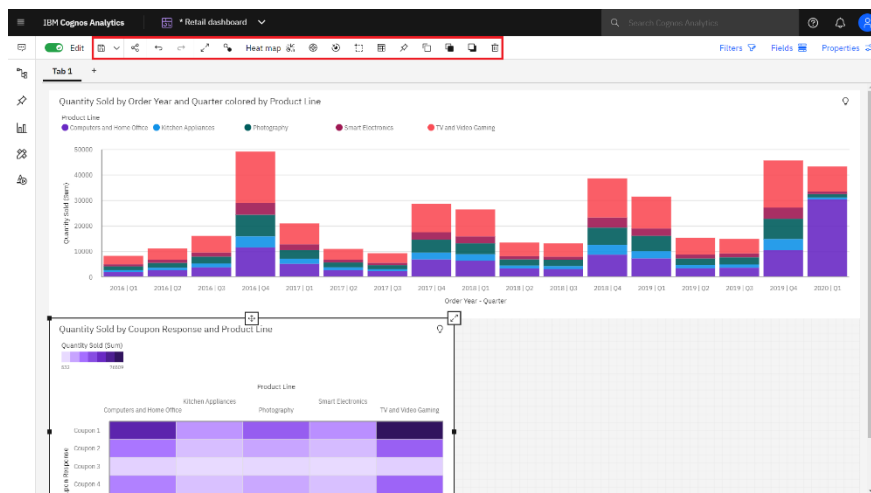 IBM Cognos Analytics
* Retail dashboard
Search Cognos Analytics
Edit
Heat map
Filters
Fields
Properties
Tab 1 +
Quantity Sold by Order Year and Quarter colored by Product Line
Product Line
Computers and Home Office Kitchen Appliances Photography Smart Electronics TV and Video Gaming
Quantity Sold (Sum)
50000
40000
30000
20000
10000
0
2016 | Q1 2016 | Q2 2016 | Q3 2016 | Q4 2017 | Q1 2017 | Q2 2017 | Q3 2017 | Q4 2018 | Q1 2018 | Q2 2018 | Q3 2018 | Q4 2019 | Q1 2019 | Q2 2019 | Q3 2019 | Q4 2020 | Q1
Order Year - Quarter
Quantity Sold by Coupon Response and Product Line
Quantity Sold (Sum)
Product Line
Kitchen Appliances Smart Electronics
Computers and Home Office Photography TV and Video Gaming
Coupon 1
Coupon 2
Coupon 3
Coupon 4
Response